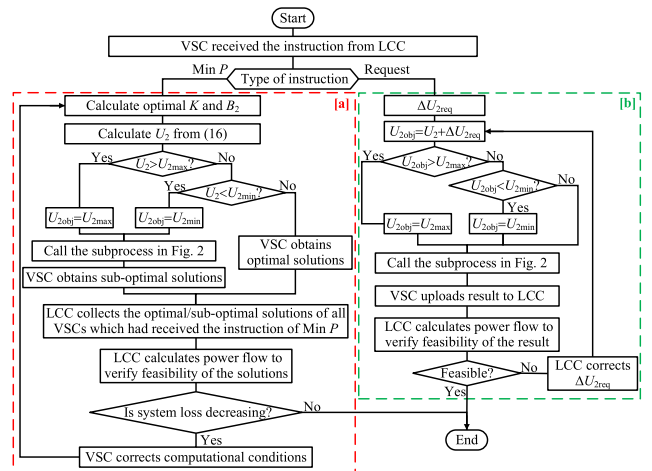 Start
VSC received the instruction from LCC
Min P
Type of instruction
Request
[a]
Calculate optimal K and B2
Calculate U2 from (16)
Yes
U2>U2max?
No
Yes
U2<U2min?
No
U2obj=U2max
U2obj=U2min
Call the subprocess in Fig. 2
VSC obtains sub-optimal solutions
VSC obtains
optimal solutions
LCC collects the optimal/sub-optimal solutions of all
VSCs which had received the instruction of Min P
LCC calculates power flow to
verify feasibility of the solutions
Is system loss decreasing?
No
Yes
VSC corrects computational conditions
[b]
ΔU2req
U2obj=U2+ΔU2req
Yes
U2obj>U2max?
No
U2obj<U2min?
No
Yes
U2obj=U2max
U2obj=U2min
Call the subprocess in Fig. 2
VSC uploads result to LCC
LCC calculates power flow to
verify feasibility of the result
Feasible?
No
LCC corrects
ΔU2req
Yes
End